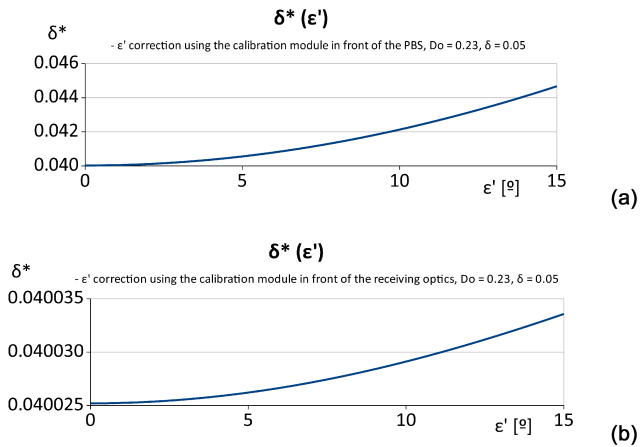 δ* (ε')
δ*
- ε' correction using the calibration module in front of the PBS, Do = 0.23, δ = 0.05
0.046
0.044
0.042
0.040
0 5 10 15
ε' [º]
(a)
δ* (ε')
δ*
- ε' correction using the calibration module in front of the receiving optics, Do = 0.23, δ = 0.05
0.040035
0.040030
0.040025
0 5 10 15
ε' [º]
(b)